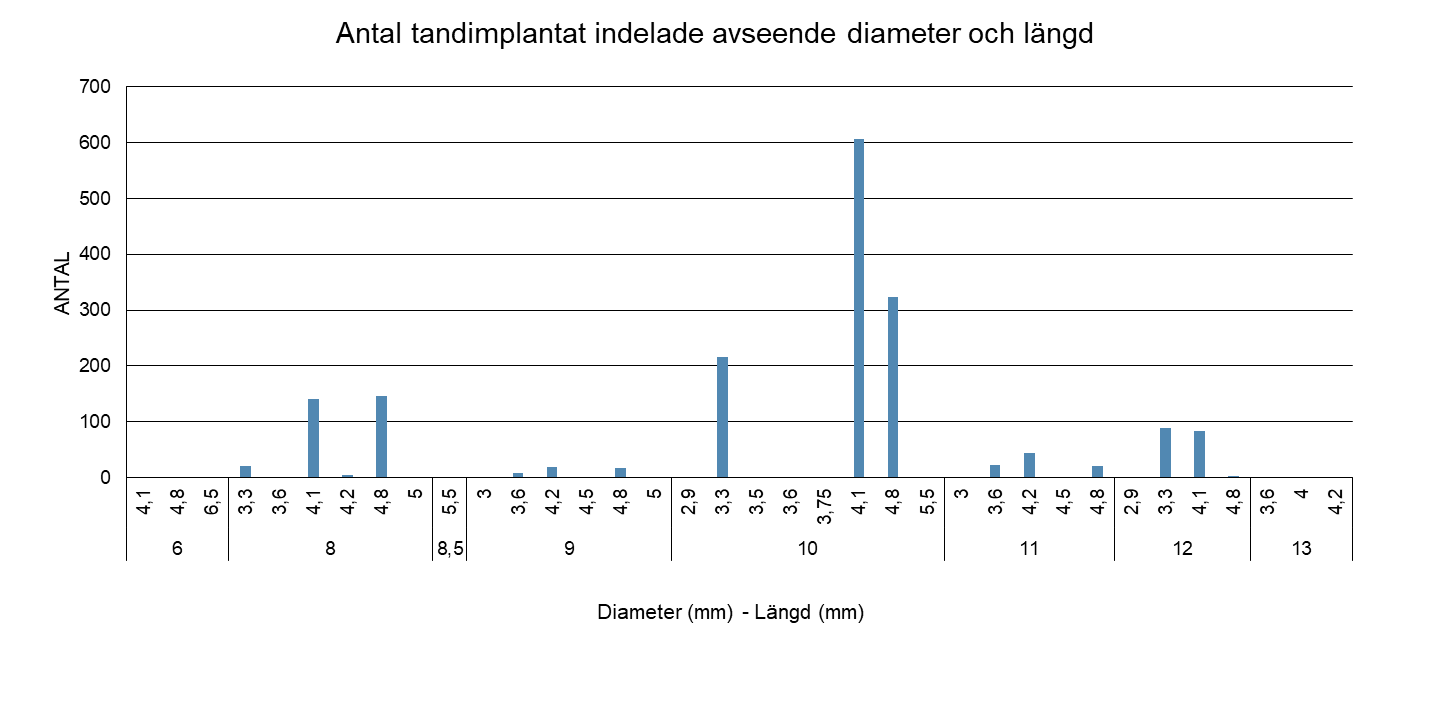 Antal tandimplantat indelade avseende diameter och längd
700
600
500
400
300
200
100
0
ANTAL
4,1 4,8 6,5 3,3 3,6 4,1 4,2 4,8 5 5,5 3 3,6 4,2 4,5 4,8 5 2,9 3,3 3,5 3,6 3,75 4,1 4,8 5,5 3 3,6 4,2 4,5 4,8 2,9 3,3 4,1 4,8 3,6 4 4,2
6 8 8,5 9 10 11 12 13
Diameter (mm) - Längd (mm)